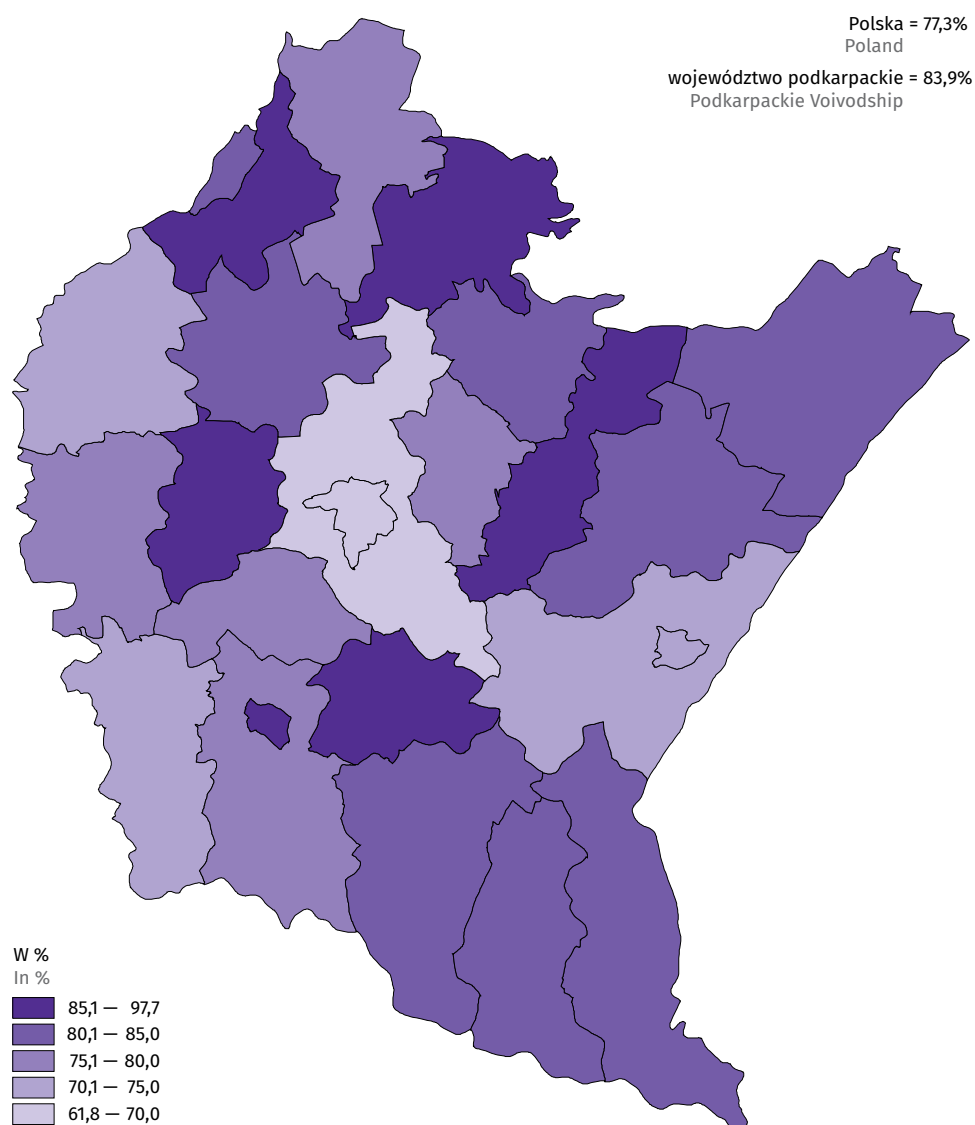 Polska = 77,3%
Poland
województwo podkarpackie = 83,9%
Podkarpackie Voivodship
W %
In %
85,1 — 97,7
80,1 — 85,0
75,1 — 80,0
70,1 — 75,0
61,8 — 70,0